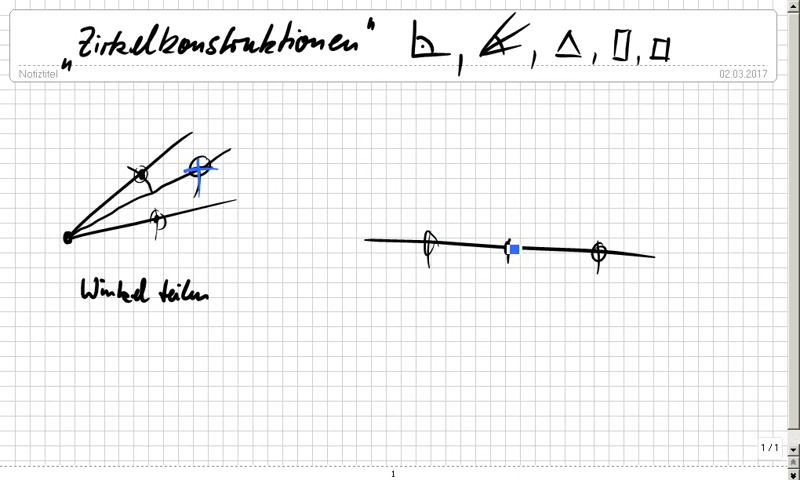 „Zirkelkonstruktionen“ , , , ,
Notiztitel
02.03.2017
Winkel teilen
1/1
1